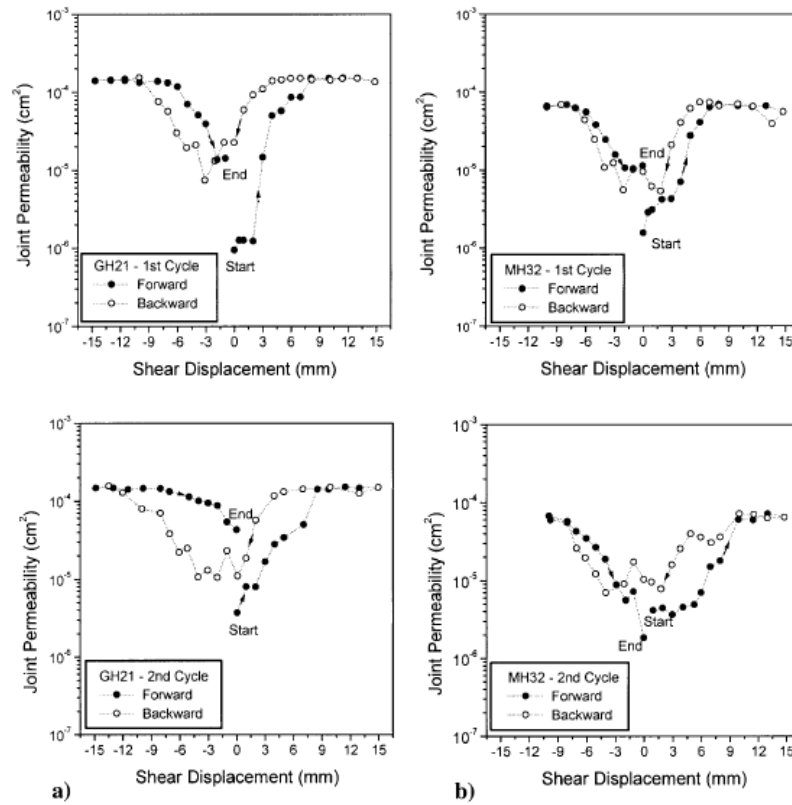 Joint Permeability (cm²)
10⁻³
10⁻⁴
10⁻⁵
10⁻⁶
10⁻⁷
End
Start
GH21 - 1st Cycle
Forward
Backward
-15 -12 -9 -6 -3 0 3 6 9 12 15
Shear Displacement (mm)
Joint Permeability (cm²)
10⁻³
10⁻⁴
10⁻⁵
10⁻⁶
10⁻⁷
End
Start
MH32 - 1st Cycle
Forward
Backward
-15 -12 -9 -6 -3 0 3 6 9 12 15
Shear Displacement (mm)
Joint Permeability (cm²)
10⁻³
10⁻⁴
10⁻⁵
10⁻⁶
10⁻⁷
End
Start
GH21 - 2nd Cycle
Forward
Backward
-15 -12 -9 -6 -3 0 3 6 9 12 15
Shear Displacement (mm)
a)
Joint Permeability (cm²)
10⁻³
10⁻⁴
10⁻⁵
10⁻⁶
10⁻⁷
Start
End
MH32 - 2nd Cycle
Forward
Backward
-15 -12 -9 -6 -3 0 3 6 9 12 15
Shear Displacement (mm)
b)